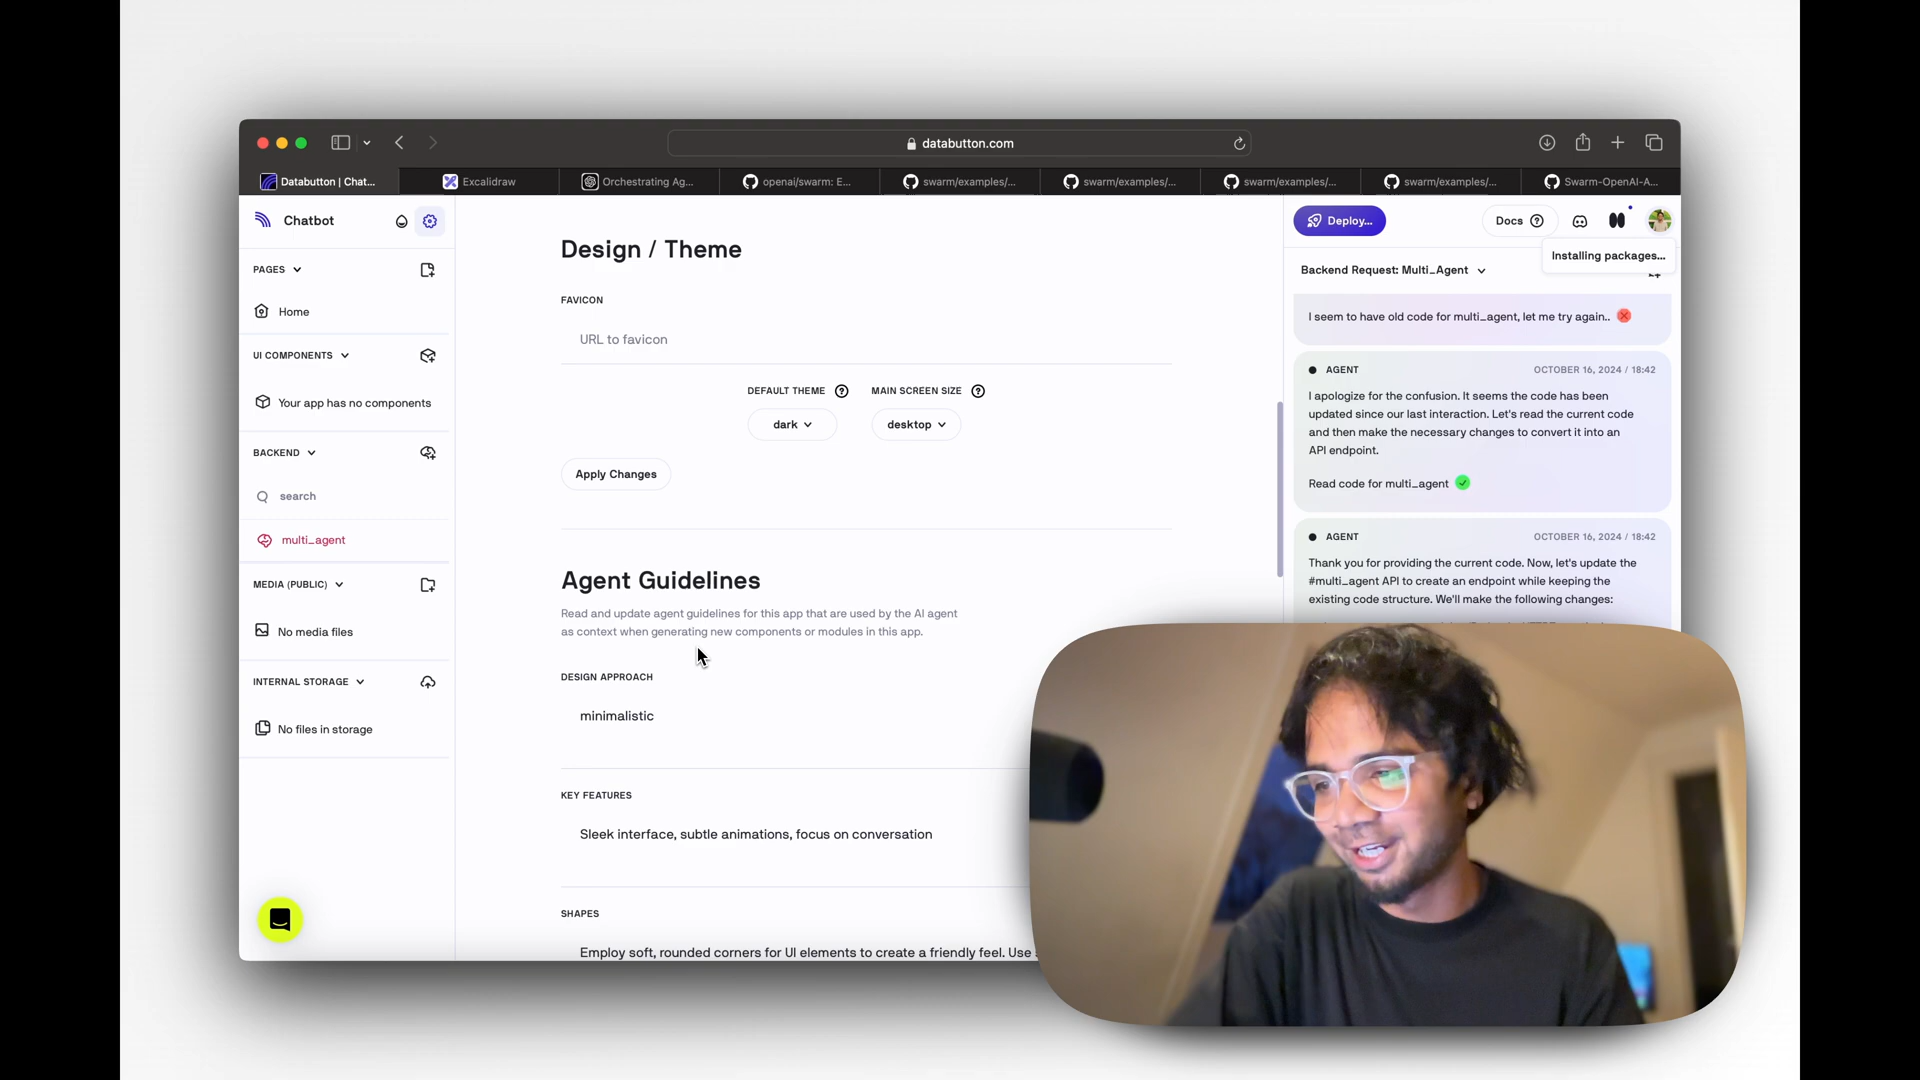 databutton.com
Databutton | Chat...
Excalidraw
Orchestrating Ag...
openai/swarm: E...
swarm/examples/...
swarm/examples/...
swarm/examples/...
swarm/examples/...
Swarm-OpenAI-A...
Chatbot
PAGES
Home
UI COMPONENTS
Your app has no components
BACKEND
search
multi_agent
MEDIA (PUBLIC)
No media files
INTERNAL STORAGE
No files in storage
Design / Theme
FAVICON
URL to favicon
DEFAULT THEME ?
MAIN SCREEN SIZE ?
dark
desktop
Apply Changes
Agent Guidelines
Read and update agent guidelines for this app that are used by the AI agent
as context when generating new components or modules in this app.
DESIGN APPROACH
minimalistic
KEY FEATURES
Sleek interface, subtle animations, focus on conversation
SHAPES
Employ soft, rounded corners for UI elements to create a friendly feel. Use
Deploy...
Docs ?
Installing packages...
Backend Request: Multi_Agent
I seem to have old code for multi_agent, let me try again..
AGENT
OCTOBER 16, 2024 / 18:42
I apologize for the confusion. It seems the code has been
updated since our last interaction. Let's read the current code
and then make the necessary changes to convert it into an
API endpoint.
Read code for multi_agent
AGENT
OCTOBER 16, 2024 / 18:42
Thank you for providing the current code. Now, let's update the
#multi_agent API to create an endpoint while keeping the
existing code structure. We'll make the following changes: